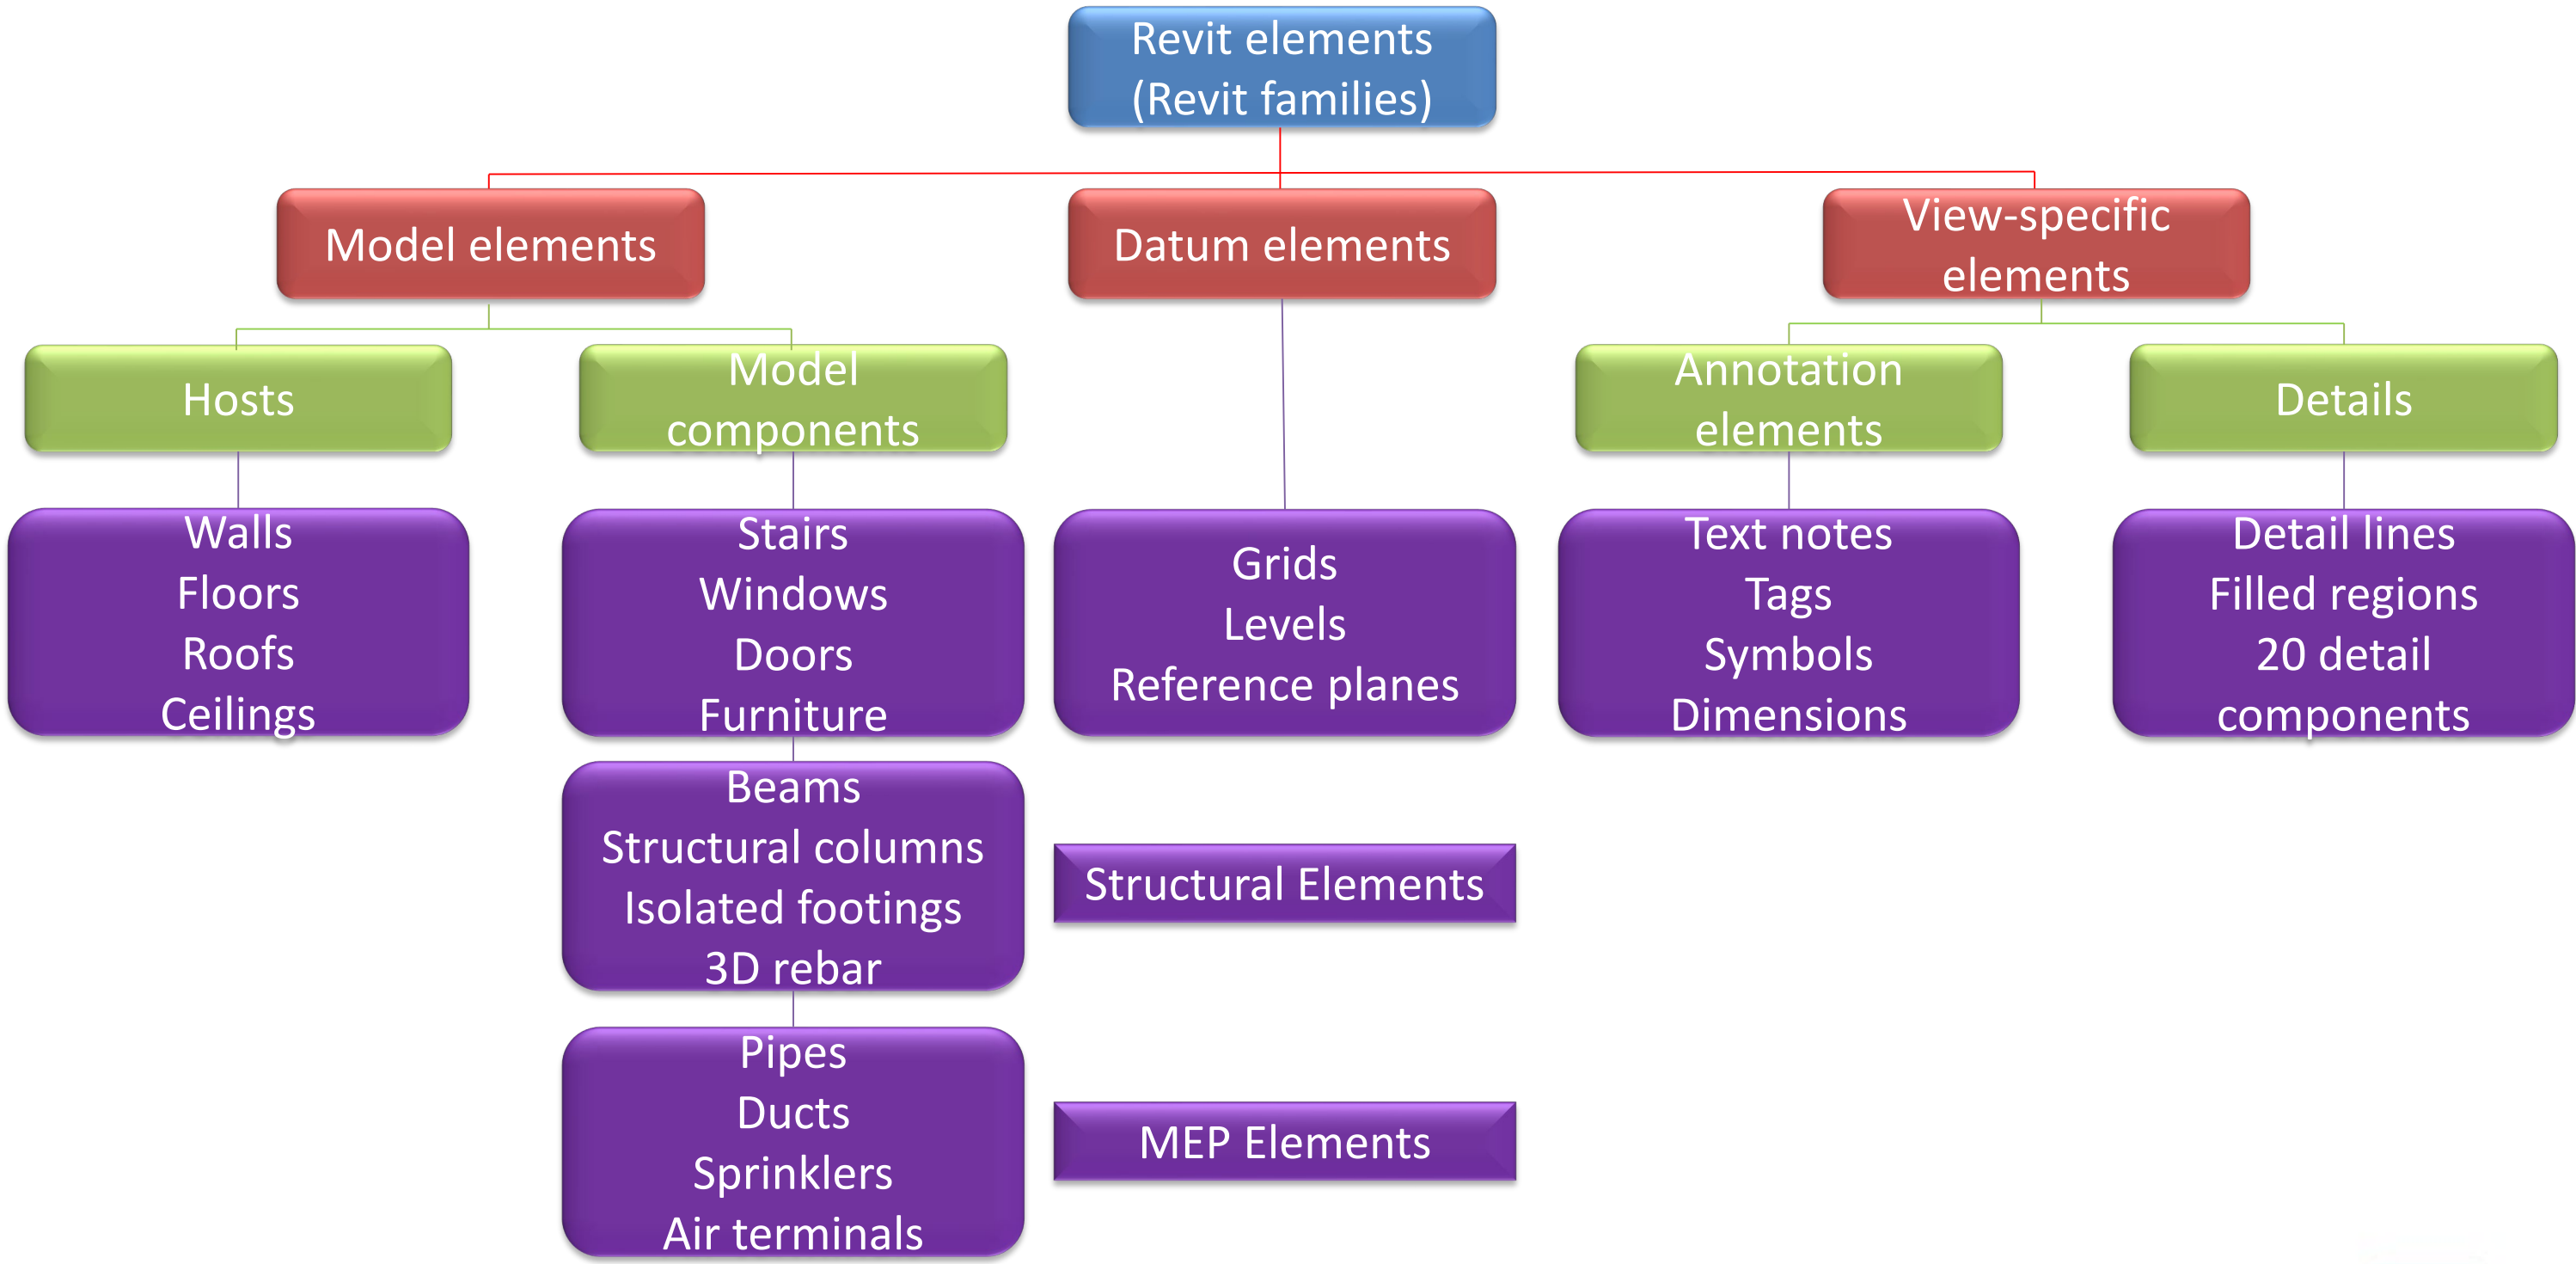 Revit elements
(Revit families)
Model elements
Datum elements
View-specific
elements
Hosts
Model
components
Annotation
elements
Details
Walls
Floors
Roofs
Ceilings
Stairs
Windows
Doors
Furniture
Grids
Levels
Reference planes
Text notes
Tags
Symbols
Dimensions
Detail lines
Filled regions
20 detail
components
Beams
Structural columns
Isolated footings
3D rebar
Structural Elements
Pipes
Ducts
Sprinklers
Air terminals
MEP Elements